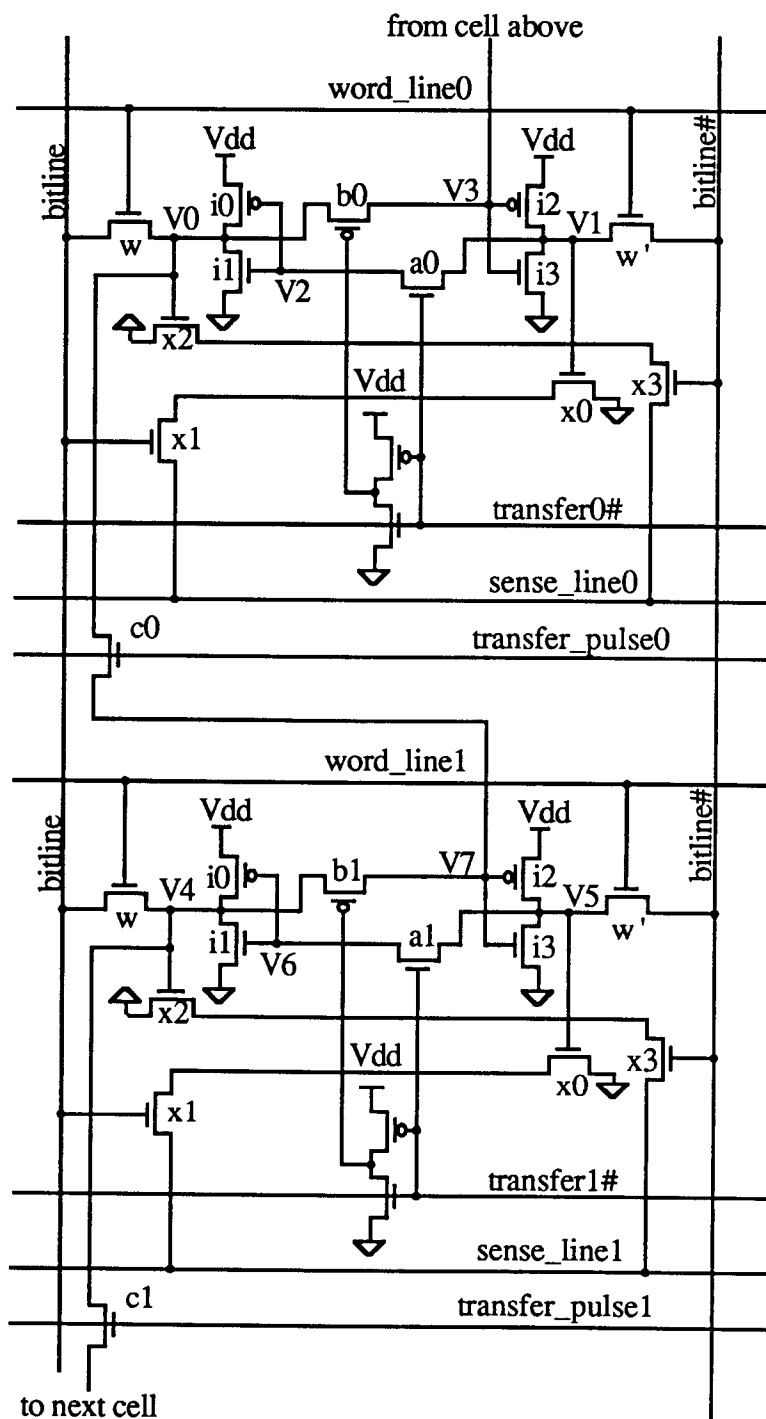 from cell above
word_line0
bitline
bitline#
Vdd
Vdd
b0
V3
i0
i2
V0
V1
w
w'
a0
i1
V2
i3
x2
Vdd
x3
x0
x1
transfer0#
sense_line0
c0
transfer_pulse0
word_line1
bitline
bitline#
Vdd
Vdd
b1
V7
i0
i2
V4
V5
w
w'
a1
i1
V6
i3
x2
Vdd
x3
x0
x1
transfer1#
sense_line1
c1
transfer_pulse1
to next cell